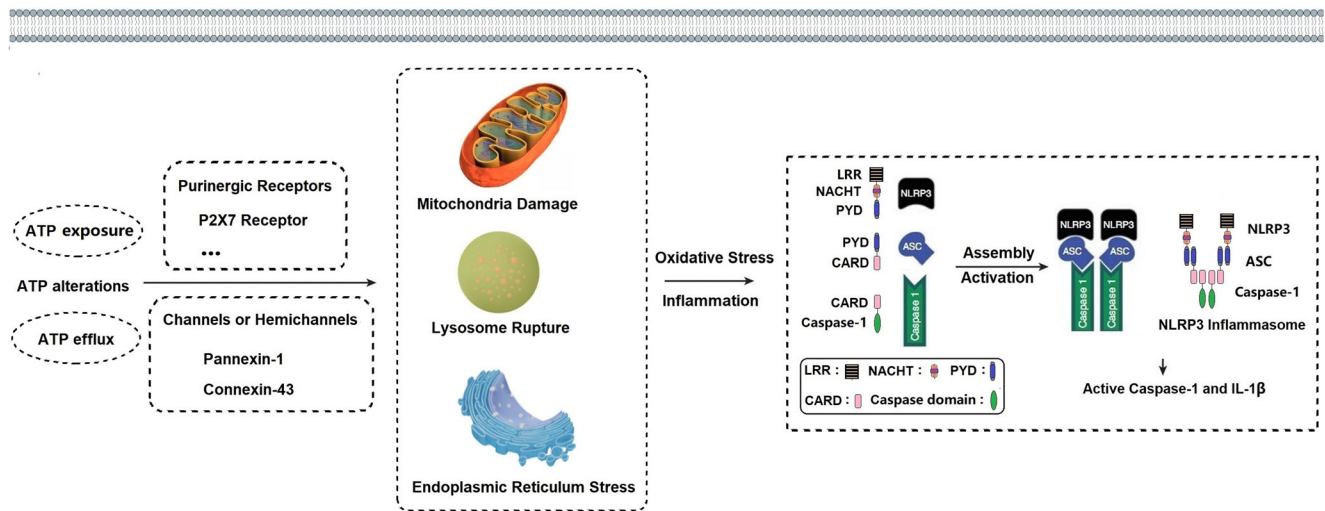 ATP exposure
ATP alterations
ATP efflux
Purinergic Receptors
P2X7 Receptor
...
Channels or Hemichannels
Pannexin-1
Connexin-43
Mitochondria Damage
Lysosome Rupture
Endoplasmic Reticulum Stress
Oxidative Stress
Inflammation
LRR
NACHT
PYD
NLRP3
PYD
CARD
ASC
CARD
Caspase-1
Caspase 1
LRR :
NACHT :
PYD :
CARD :
Caspase domain :
Assembly
Activation
NLRP3
NLRP3
ASC
ASC
Caspase 1
Caspase 1
NLRP3
ASC
Caspase-1
NLRP3 Inflammasome
Active Caspase-1 and IL-1β